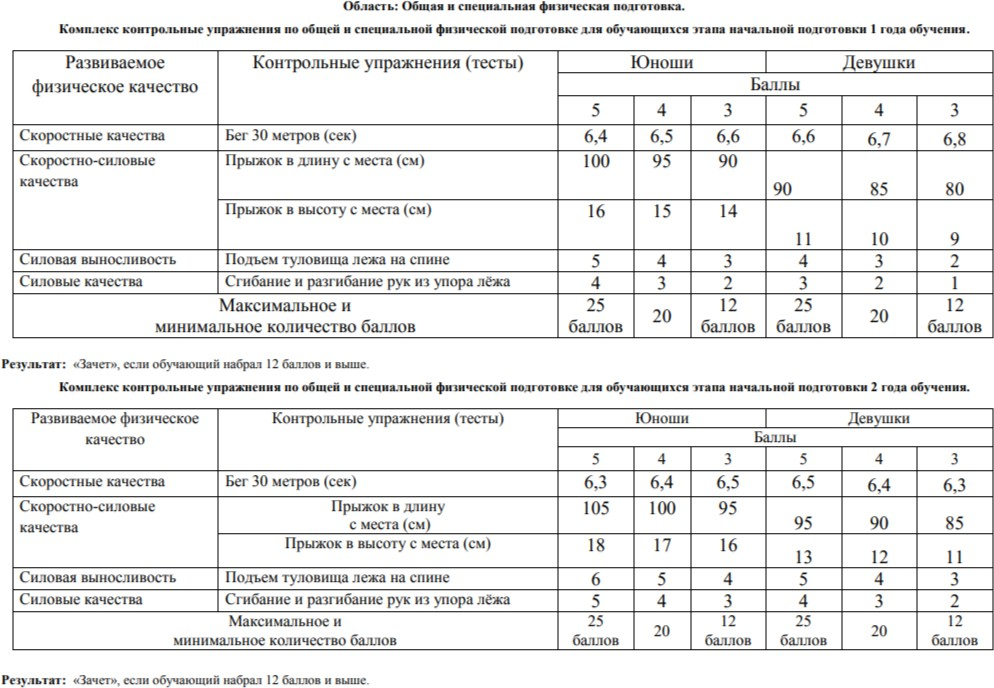 Область: Общая и специальная физическая подготовка.
Комплекс контрольные упражнения по общей и специальной физической подготовке для обучающихся этапа начальной подготовки 1 года обучения.
Развиваемое физическое качество Контрольные упражнения (тесты) Юноши Девушки
Баллы
5 4 3 5 4 3
Скоростные качества Бег 30 метров (сек) 6,4 6,5 6,6 6,6 6,7 6,8
Скоростно-силовые качества Прыжок в длину с места (см) 100 95 90 90 85 80
Прыжок в высоту с места (см) 16 15 14 11 10 9
Силовая выносливость Подъем туловища лежа на спине 5 4 3 4 3 2
Силовые качества Сгибание и разгибание рук из упора лёжа 4 3 2 3 2 1
Максимальное и минимальное количество баллов 25 баллов 20 12 баллов 25 баллов 20 12 баллов
Результат: «Зачет», если обучающий набрал 12 баллов и выше.
Комплекс контрольные упражнения по общей и специальной физической подготовке для обучающихся этапа начальной подготовки 2 года обучения.
Развиваемое физическое качество Контрольные упражнения (тесты) Юноши Девушки
Баллы
5 4 3 5 4 3
Скоростные качества Бег 30 метров (сек) 6,3 6,4 6,5 6,5 6,4 6,3
Скоростно-силовые качества Прыжок в длину с места (см) 105 100 95 95 90 85
Прыжок в высоту с места (см) 18 17 16 13 12 11
Силовая выносливость Подъем туловища лежа на спине 6 5 4 5 4 3
Силовые качества Сгибание и разгибание рук из упора лёжа 5 4 3 4 3 2
Максимальное и минимальное количество баллов 25 баллов 20 12 баллов 25 баллов 20 12 баллов
Результат: «Зачет», если обучающий набрал 12 баллов и выше.